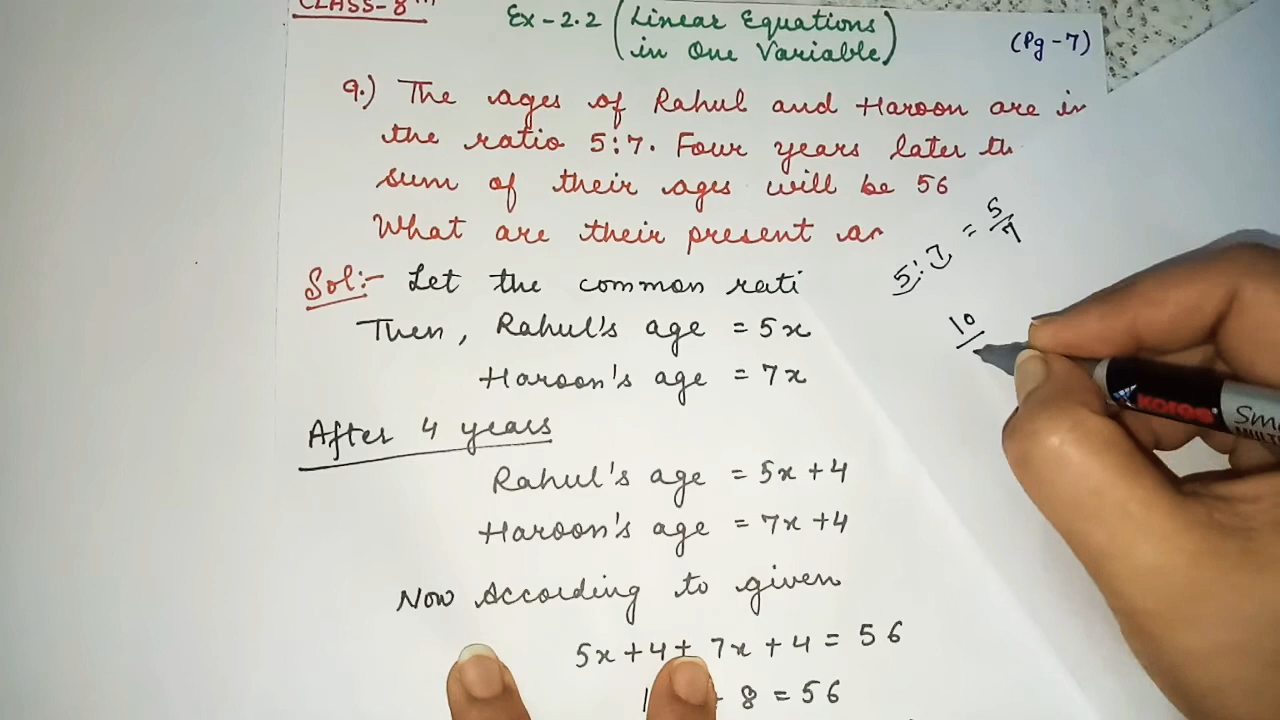 CLASS-8th
Ex-2.2 (Linear Equations in One Variable)
(Pg-7)
9.) The ages of Rahul and Haroon are in
the ratio 5:7. Four years later th
sum of their ages will be 56
What are their present
5:7 = 5/7
10
Sol:- Let the common rati
Then, Rahul's age = 5x
Haroon's age = 7x
After 4 years
Rahul's age = 5x+4
Haroon's age = 7x+4
Now According to given
5x+4+7x+4 = 56
8 = 56
Kores